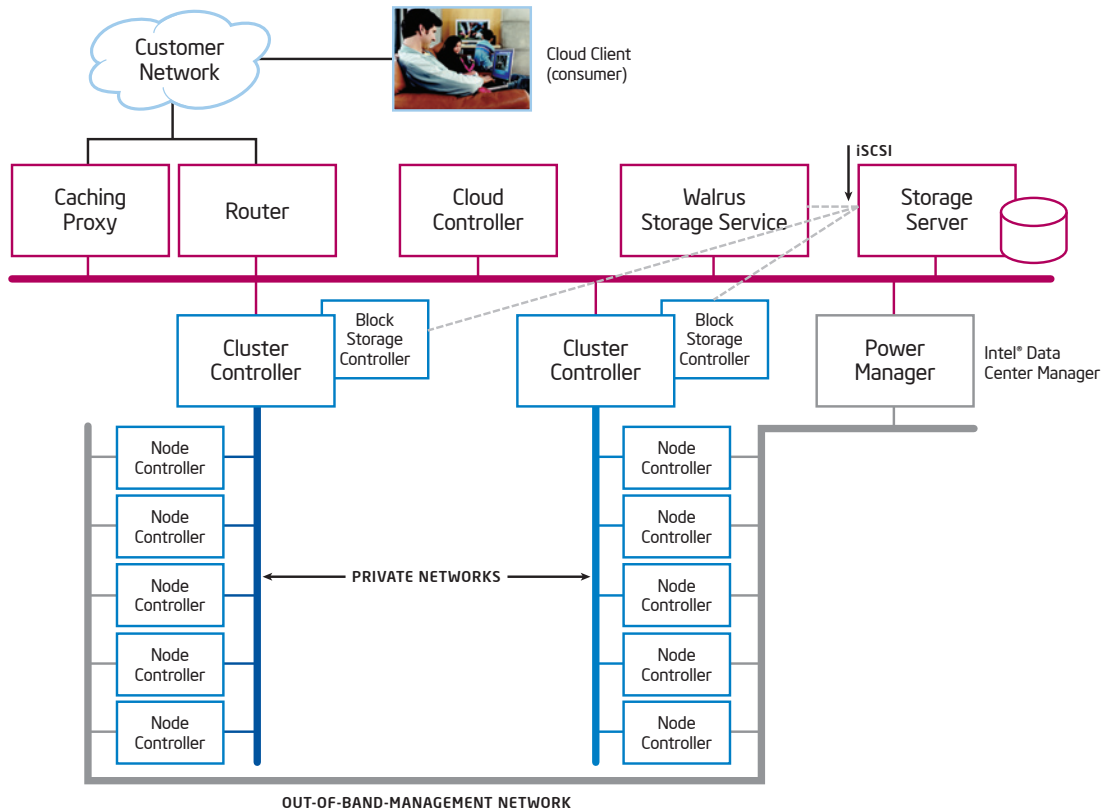 Customer
Network
Cloud Client
(consumer)
iSCSI
Caching
Proxy
Router
Cloud
Controller
Walrus
Storage Service
Storage
Server
Cluster
Controller
Block
Storage
Controller
Cluster
Controller
Block
Storage
Controller
Power
Manager
Intel® Data
Center Manager
Node
Controller
Node
Controller
Node
Controller
Node
Controller
Node
Controller
Node
Controller
PRIVATE NETWORKS
Node
Controller
Node
Controller
Node
Controller
Node
Controller
OUT-OF-BAND-MANAGEMENT NETWORK